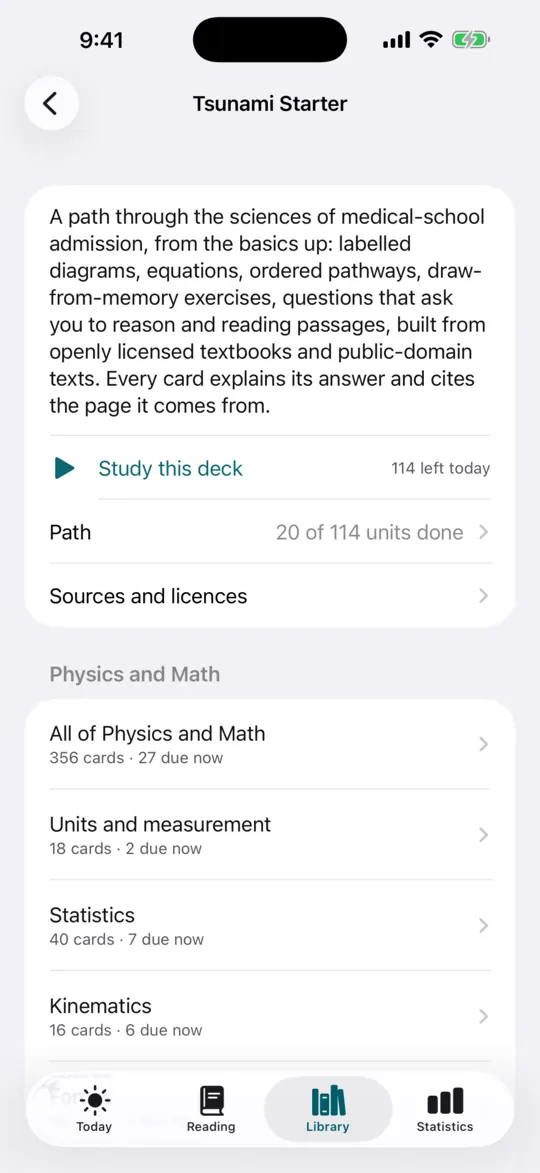 9:41
Tsunami Starter
A path through the sciences of medical-school
admission, from the basics up: labelled
diagrams, equations, ordered pathways, draw-
from-memory exercises, questions that ask
you to reason and reading passages, built from
openly licensed textbooks and public-domain
texts. Every card explains its answer and cites
the page it comes from.
Study this deck
114 left today
Path
20 of 114 units done
Sources and licences
Physics and Math
All of Physics and Math
356 cards · 27 due now
Units and measurement
18 cards · 2 due now
Statistics
40 cards · 7 due now
Kinematics
16 cards · 6 due now
Today
Reading
Library
Statistics